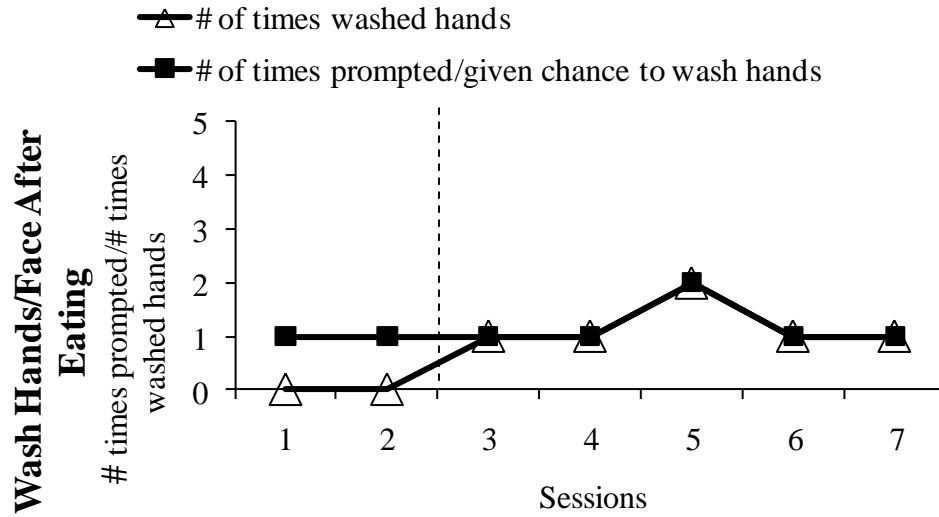 # of times washed hands
# of times prompted/given chance to wash hands
Wash Hands/Face After
Eating
# times prompted/# times
washed hands
5
4
3
2
1
0
1 2 3 4 5 6 7
Sessions